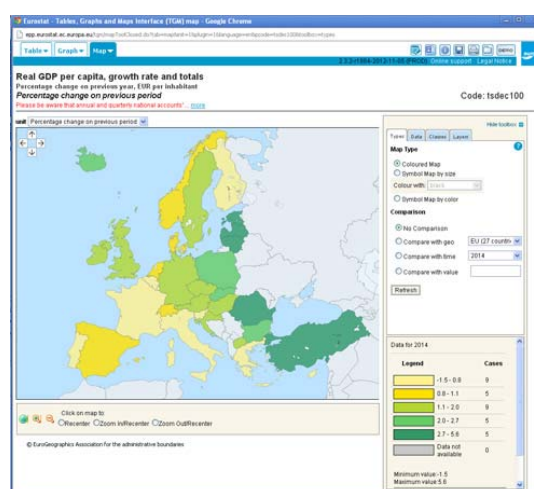 Eurostat - Tables, Graphs and Maps Interface (TGM) map - Google Chrome
Table Graph Map
DEMO
Online support Legal Notice
Real GDP per capita, growth rate and totals
Percentage change on previous year, EUR per inhabitant
Percentage change on previous period
Code: tsdec100
Please be aware that annual and quarterly national accounts'... more
unit Percentage change on previous period
Hide toolbox
Types Data Classes Layer
Map Type
Coloured Map
Symbol Map by size
Colour with:
Symbol Map by color
Comparison
No Comparison
Compare with geo EU (27 countri
Compare with time 2014
Compare with value
Refresh
Data for 2014
Legend Cases
-1.5 - 0.8 9
0.8 - 1.1 5
1.1 - 2.0 9
2.0 - 2.7 5
2.7 - 5.6 5
Data not available 0
Minimum value:-1.5
Maximum value:5.6
Click on map to:
Recenter Zoom In/Recenter Zoom Out/Recenter
© EuroGeographics Association for the administrative boundaries